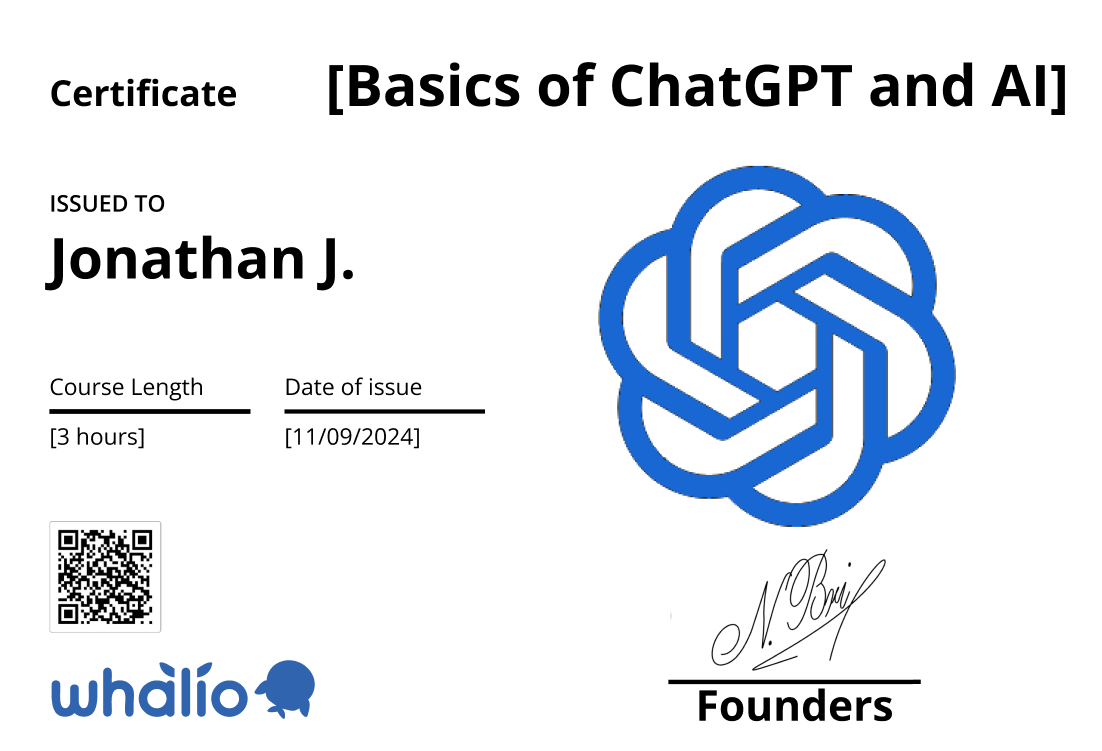 Certificate
[Basics of ChatGPT and AI]
ISSUED TO
Jonathan J.
Course Length
[3 hours]
Date of issue
[11/09/2024]
whalio
N. Bri
Founders